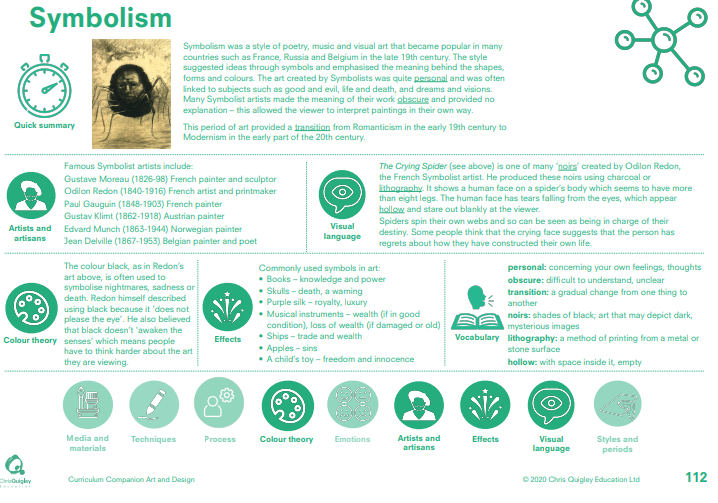 Symbolism
Quick summary
Symbolism was a style of poetry, music and visual art that became popular in many
countries such as France, Russia and Belgium in the late 19th century. The style
suggested ideas through symbols and emphasised the meaning behind the shapes,
forms and colours. The art created by Symbolists was quite personal and was often
linked to subjects such as good and evil, life and death, and dreams and visions.
Many Symbolist artists made the meaning of their work obscure and provided no
explanation – this allowed the viewer to interpret paintings in their own way.
This period of art provided a transition from Romanticism in the early 19th century to
Modernism in the early part of the 20th century.
Artists and
artisans
Famous Symbolist artists include:
Gustave Moreau (1826-98) French painter and sculptor
Odilon Redon (1840-1916) French artist and printmaker
Paul Gauguin (1848-1903) French painter
Gustav Klimt (1862-1918) Austrian painter
Edvard Munch (1863-1944) Norwegian painter
Jean Delville (1867-1953) Belgian painter and poet
Visual
language
The Crying Spider (see above) is one of many ‘noirs’ created by Odilon Redon,
the French Symbolist artist. He produced these noirs using charcoal or
lithography. It shows a human face on a spider’s body which seems to have more
than eight legs. The human face has tears falling from the eyes, which appear
hollow and stare out blankly at the viewer.
Spiders spin their own webs and so can be seen as being in charge of their
destiny. Some people think that the crying face suggests that the person has
regrets about how they have constructed their own life.
Colour theory
The colour black, as in Redon’s
art above, is often used to
symbolise nightmares, sadness or
death. Redon himself described
using black because it ‘does not
please the eye’. He also believed
that black doesn’t ‘awaken the
senses’ which means people
have to think harder about the art
they are viewing.
Effects
Commonly used symbols in art:
• Books – knowledge and power
• Skulls – death, a warning
• Purple silk – royalty, luxury
• Musical instruments – wealth (if in good
condition), loss of wealth (if damaged or old)
• Ships – trade and wealth
• Apples – sins
• A child’s toy – freedom and innocence
Vocabulary
personal: concerning your own feelings, thoughts
obscure: difficult to understand, unclear
transition: a gradual change from one thing to
another
noirs: shades of black; art that may depict dark,
mysterious images
lithography: a method of printing from a metal or
stone surface
hollow: with space inside it, empty
Media and
materials
Techniques
Process
Colour theory
Emotions
Artists and
artisans
Effects
Visual
language
Styles and
periods
ChrisQuigley
Curriculum Companion Art and Design
© 2020 Chris Quigley Education Ltd
112